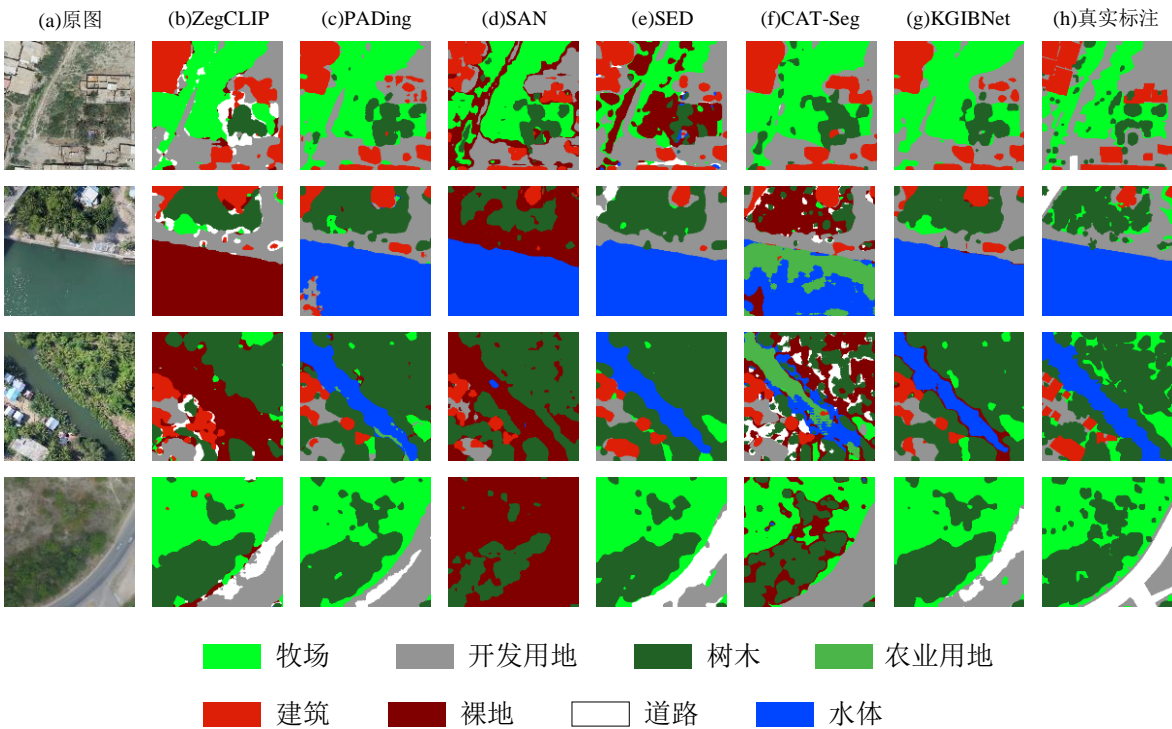 (a)原图 (b)ZegCLIP (c)PADing (d)SAN (e)SED (f)CAT-Seg (g)KGIBNet (h)真实标注
牧场 开发用地 树木 农业用地
建筑 裸地 道路 水体